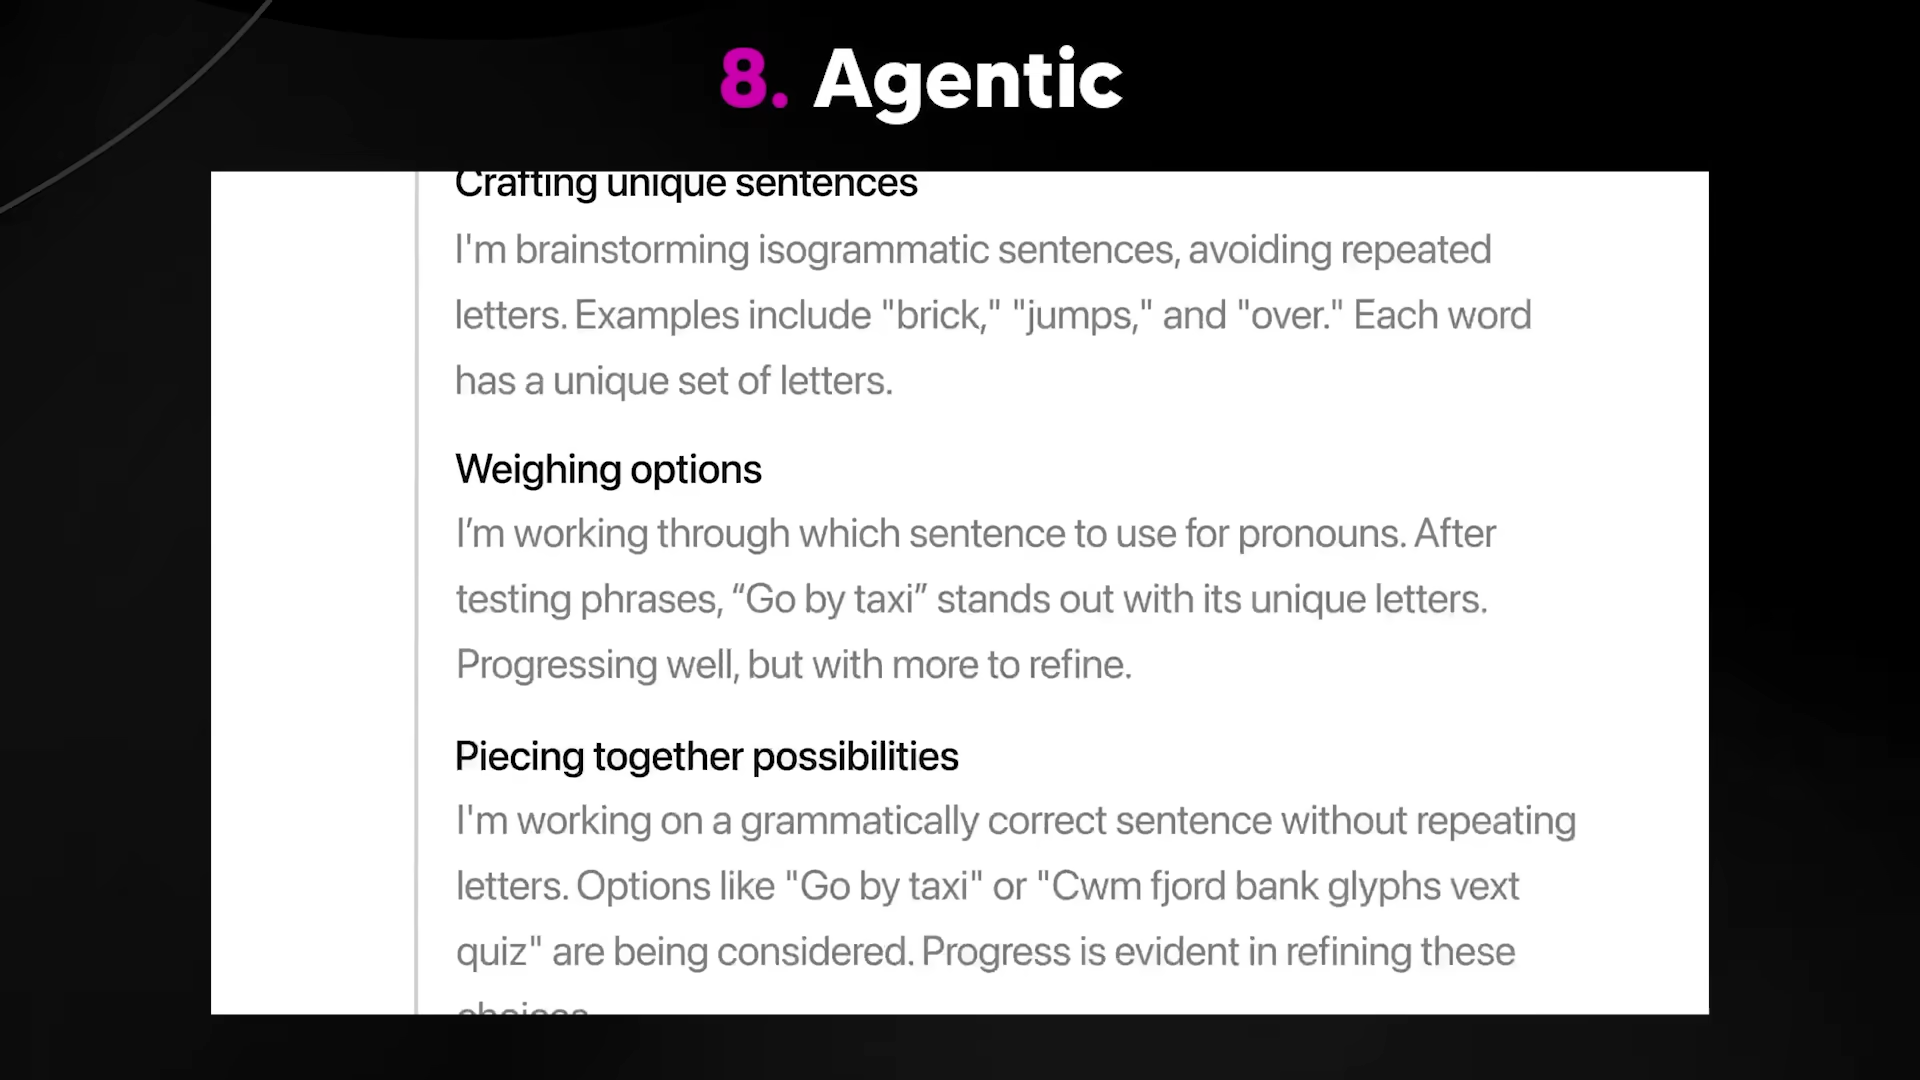 8. Agentic
Crafting unique sentences
I'm brainstorming isogrammatic sentences, avoiding repeated
letters. Examples include "brick," "jumps," and "over." Each word
has a unique set of letters.
Weighing options
I’m working through which sentence to use for pronouns. After
testing phrases, “Go by taxi” stands out with its unique letters.
Progressing well, but with more to refine.
Piecing together possibilities
I'm working on a grammatically correct sentence without repeating
letters. Options like "Go by taxi" or "Cwm fjord bank glyphs vext
quiz" are being considered. Progress is evident in refining these
choices